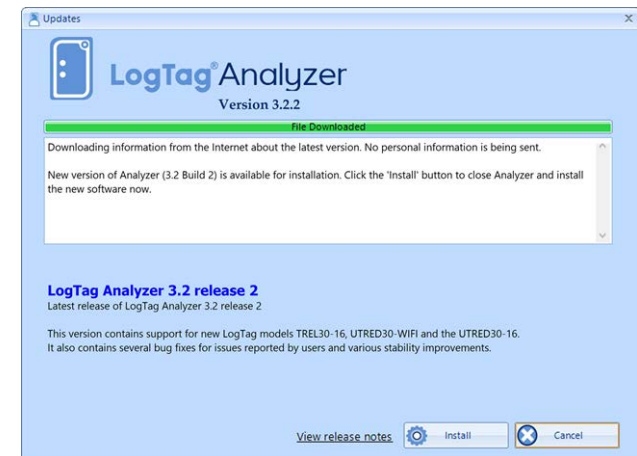 Updates
LogTag® Analyzer
Version 3.2.2
File Downloaded
Downloading information from the Internet about the latest version. No personal information is being sent.
New version of Analyzer (3.2 Build 2) is available for installation. Click the 'Install' button to close Analyzer and install
the new software now.
LogTag Analyzer 3.2 release 2
Latest release of LogTag Analyzer 3.2 release 2
This version contains support for new LogTag models TREL30-16, UTRED30-WIFI and the UTRED30-16.
It also contains several bug fixes for issues reported by users and various stability improvements.
View release notes Install Cancel